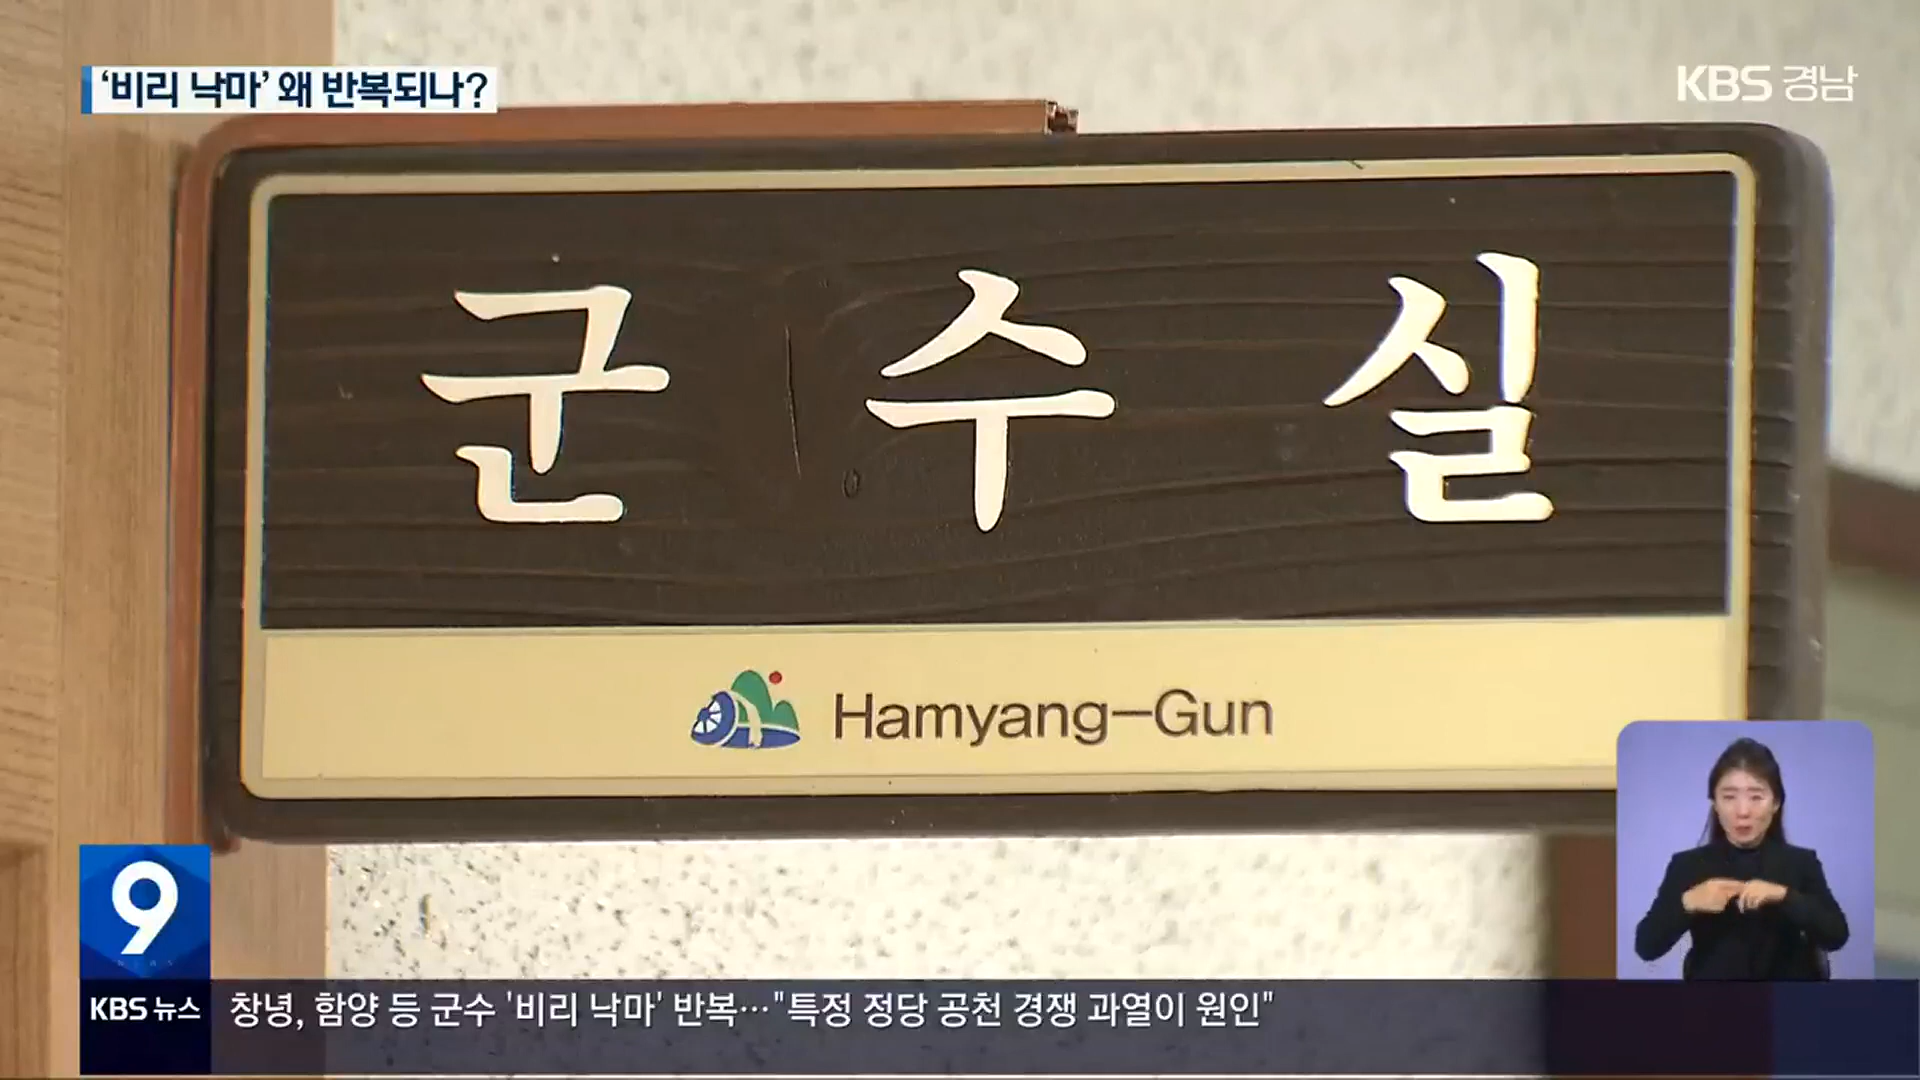 ‘비리 낙마’ 왜 반복되나?
KBS 경남
군수실
Hamyang-Gun
9
NEWS
KBS 뉴스
창녕, 함양 등 군수 '비리 낙마' 반복…"특정 정당 공천 경쟁 과열이 원인"